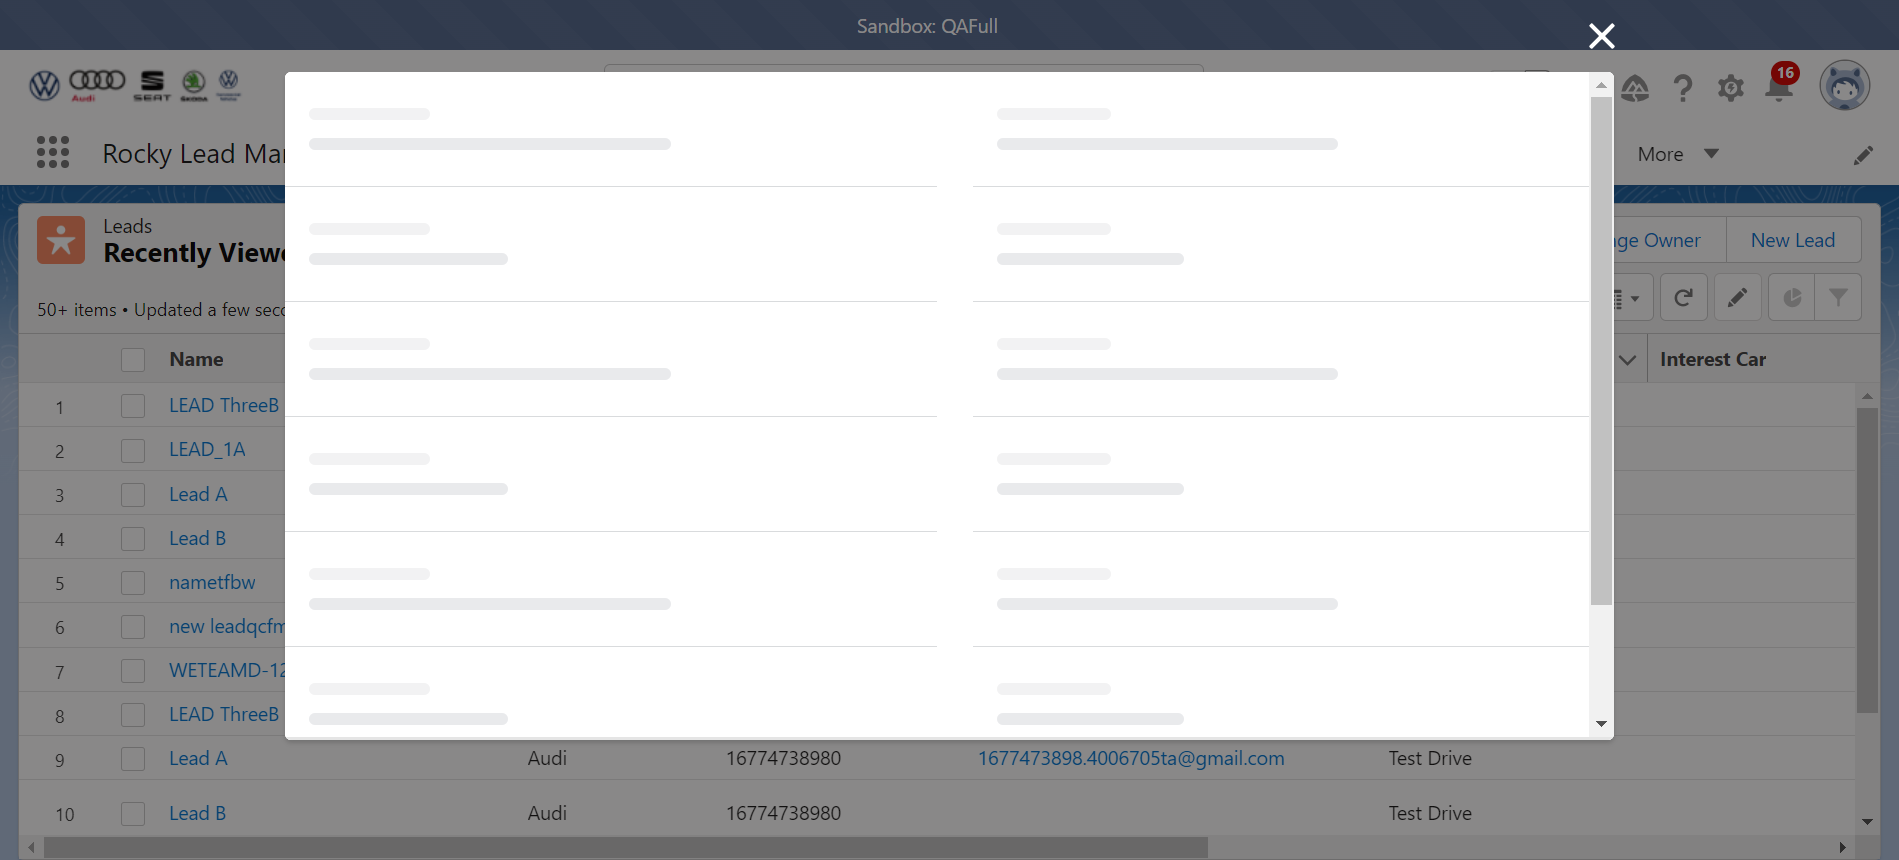 Sandbox: QAFull
Audi
SEAT
SKODA
16
Rocky Lead Mar
More
Leads
Recently Viewe
ge Owner
New Lead
50+ items • Updated a few seco
Name
Interest Car
1 LEAD ThreeB
2 LEAD_1A
3 Lead A
4 Lead B
5 nametfbw
6 new leadqcfm
7 WETEAMD-12
8 LEAD ThreeB
9 Lead A Audi 16774738980 1677473898.4006705ta@gmail.com Test Drive
10 Lead B Audi 16774738980 Test Drive